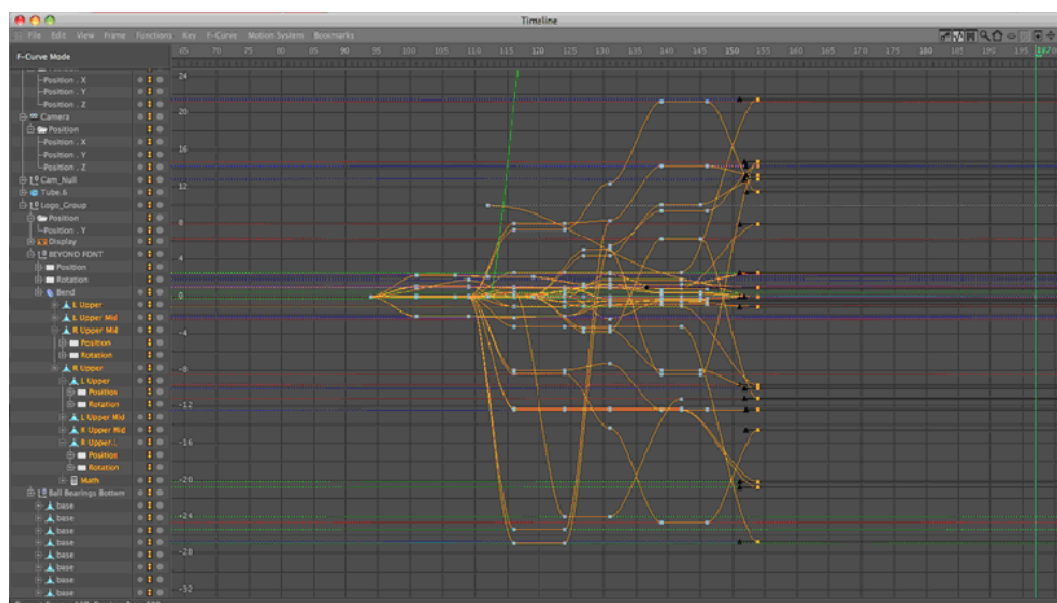 Timeline
File Edit View Frame Functions Key F-Curve Motion System Bookmarks
F-Curve Mode
65 70 75 80 85 90 95 100 105 110 115 120 125 130 135 140 145 150 155 160 165 170 175 180 185 190 195
Position . X
Position . Y
Position . Z
Camera
Position
Position . X
Position . Y
Position . Z
Cam_Null
Tube.6
Logo_Group
Position
Position . Y
Display
BEYOND PONT
Position
Rotation
Bend
L Upper Mid
R Upper Mid
Position
Rotation
R Upper
L Upper
Position
Rotation
L Upper Mid
R Upper Mid
R Upper.L
Position
Rotation
Math
Ball Bearings Bottom
base
base
base
base
base
base
base
base
24
20
16
12
8
4
0
-4
-8
-12
-16
-20
-24
-28
-32